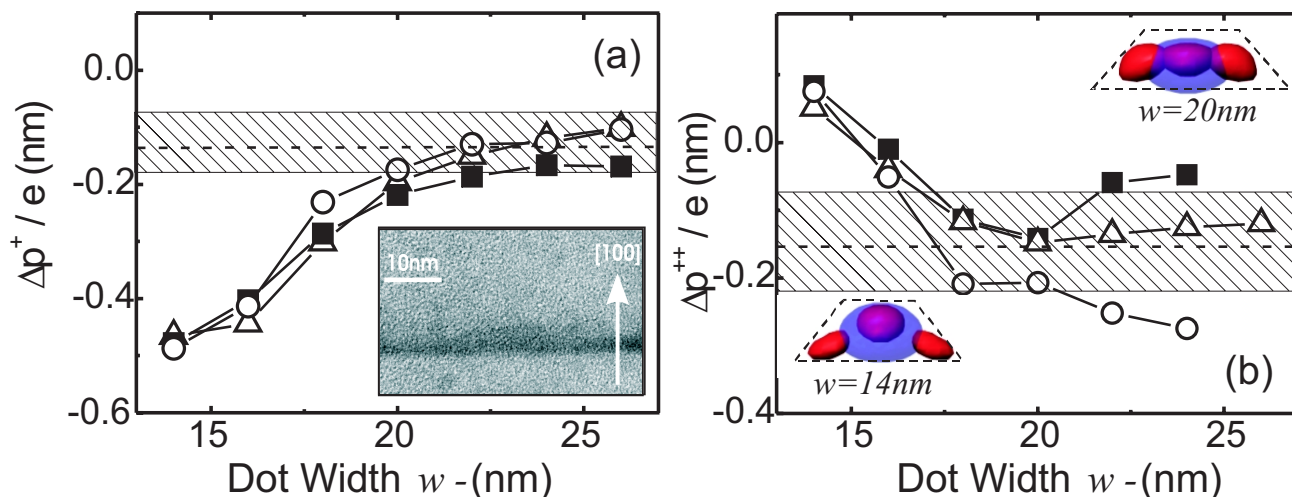 (a)
0.0
-0.2
-0.4
-0.6
Δp⁺ / e (nm)
10nm
[100]
15 20 25
Dot Width w -(nm)
(b)
0.0
-0.2
-0.4
Δp⁺⁺ / e (nm)
w=20nm
w=14nm
15 20 25
Dot Width w -(nm)